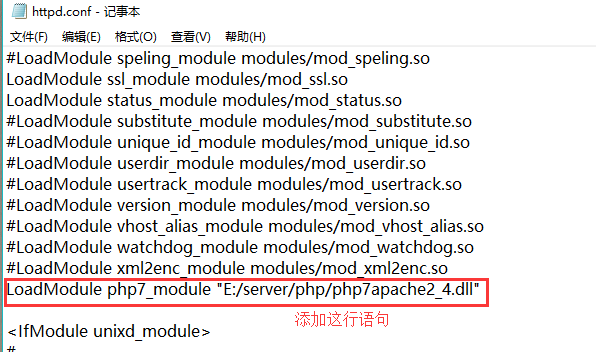 httpd.conf - 记事本
文件(F) 编辑(E) 格式(O) 查看(V) 帮助(H)
#LoadModule speling_module modules/mod_speling.so
LoadModule ssl_module modules/mod_ssl.so
LoadModule status_module modules/mod_status.so
#LoadModule substitute_module modules/mod_substitute.so
#LoadModule unique_id_module modules/mod_unique_id.so
#LoadModule userdir_module modules/mod_userdir.so
#LoadModule usertrack_module modules/mod_usertrack.so
#LoadModule version_module modules/mod_version.so
#LoadModule vhost_alias_module modules/mod_vhost_alias.so
#LoadModule watchdog_module modules/mod_watchdog.so
#LoadModule xml2enc_module modules/mod_xml2enc.so
LoadModule php7_module "E:/server/php/php7apache2_4.dll"
添加这行语句
<IfModule unixd_module>
#